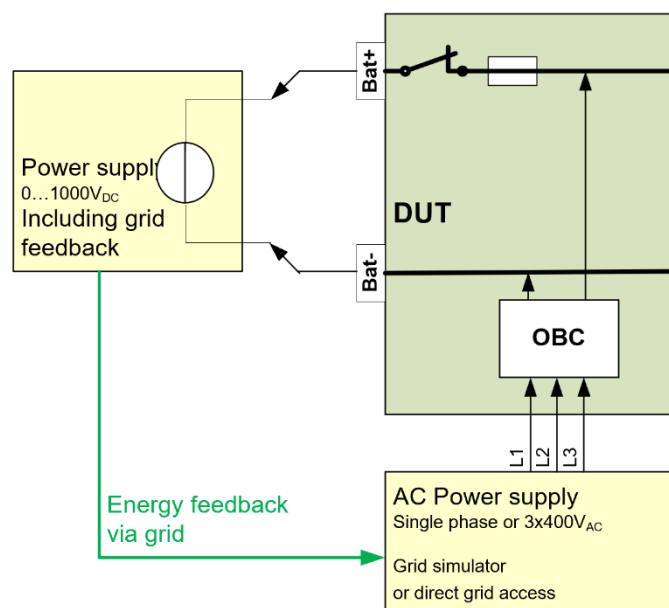 Bat+
Power supply
0...1000VDC
Including grid
feedback
DUT
Bat-
OBC
L1
L2
L3
Energy feedback
via grid
AC Power supply
Single phase or 3x400VAC
Grid simulator
or direct grid access